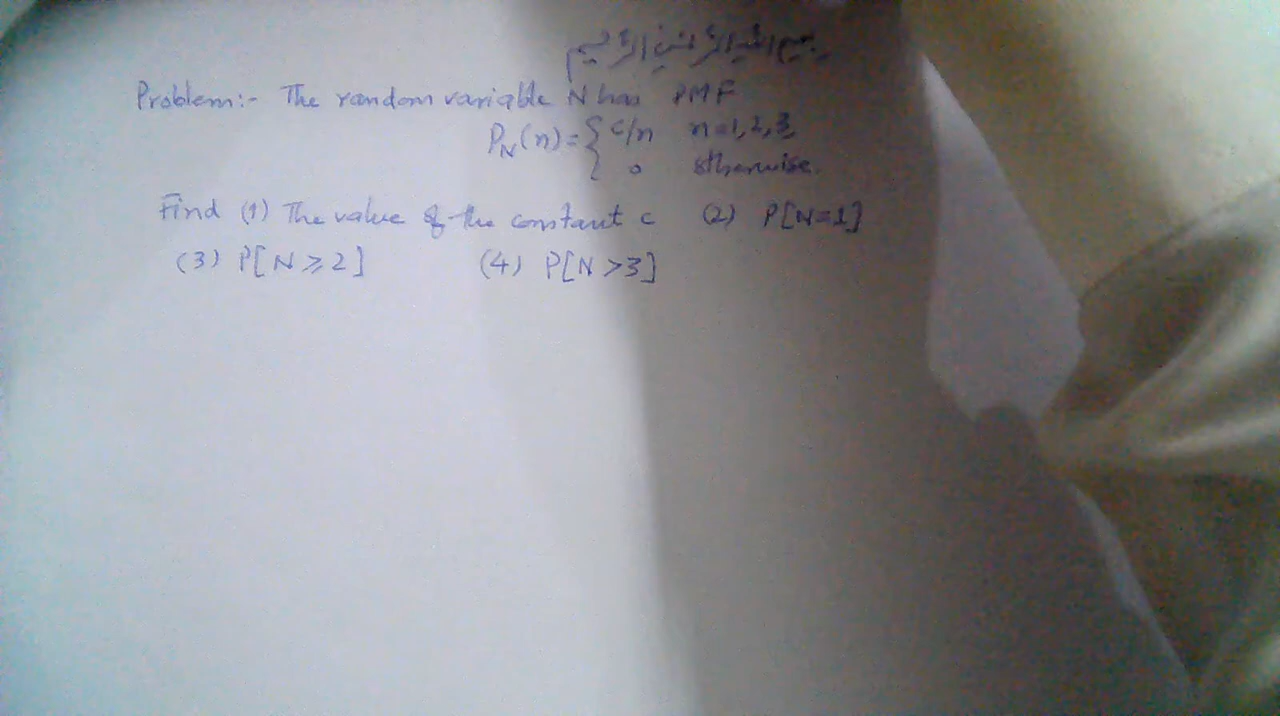 بسم الله الرحمن الرحيم
Problem:- The random variable N has PMF
P_N(n) = { c/n n=1,2,3,
0 otherwise.
Find (1) The value of the constant c (2) P[N=1]
(3) P[N ≥ 2] (4) P[N > 3]